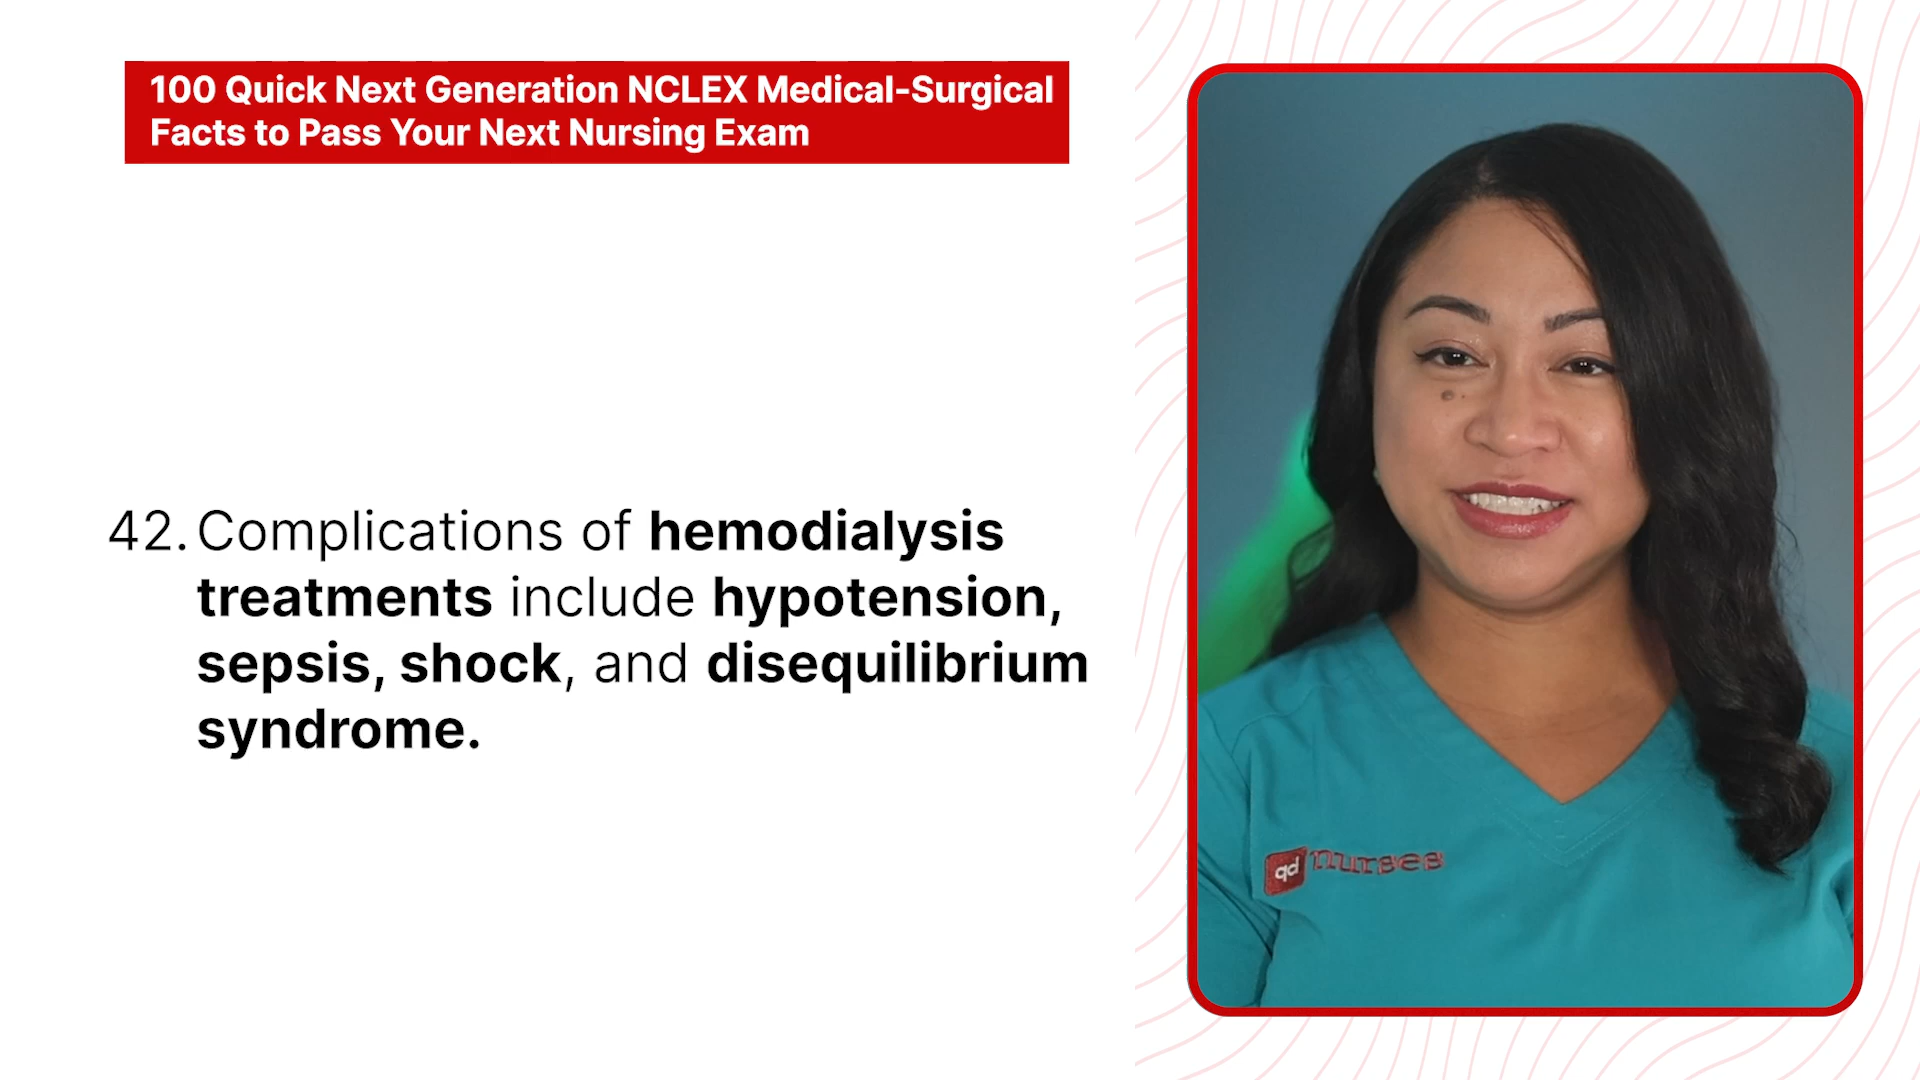 100 Quick Next Generation NCLEX Medical-Surgical
Facts to Pass Your Next Nursing Exam
42. Complications of hemodialysis
treatments include hypotension,
sepsis, shock, and disequilibrium
syndrome.
qd nurses